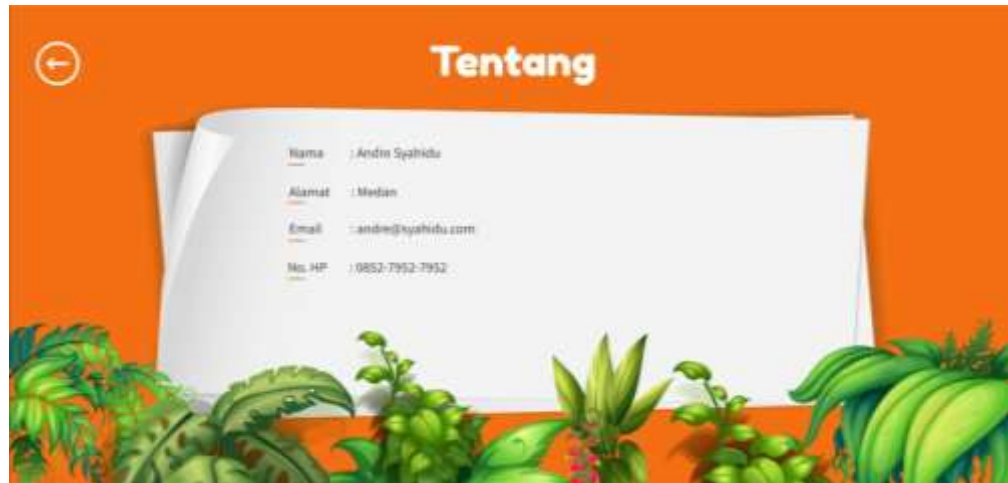 Tentang
Nama : Andre Syahidu
Alamat : Medan
Email : andre@syahidu.com
No. HP : 0852-7952-7952